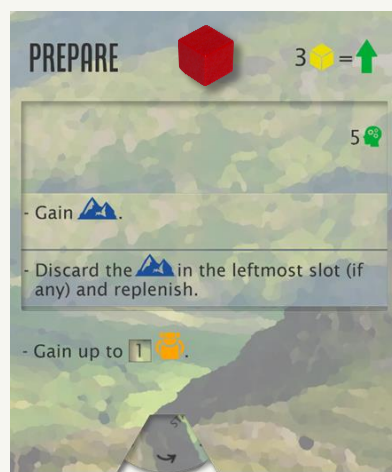 PREPARE 3 =
5
- Gain .
- Discard the in the leftmost slot (if
any) and replenish.
- Gain up to 1 .